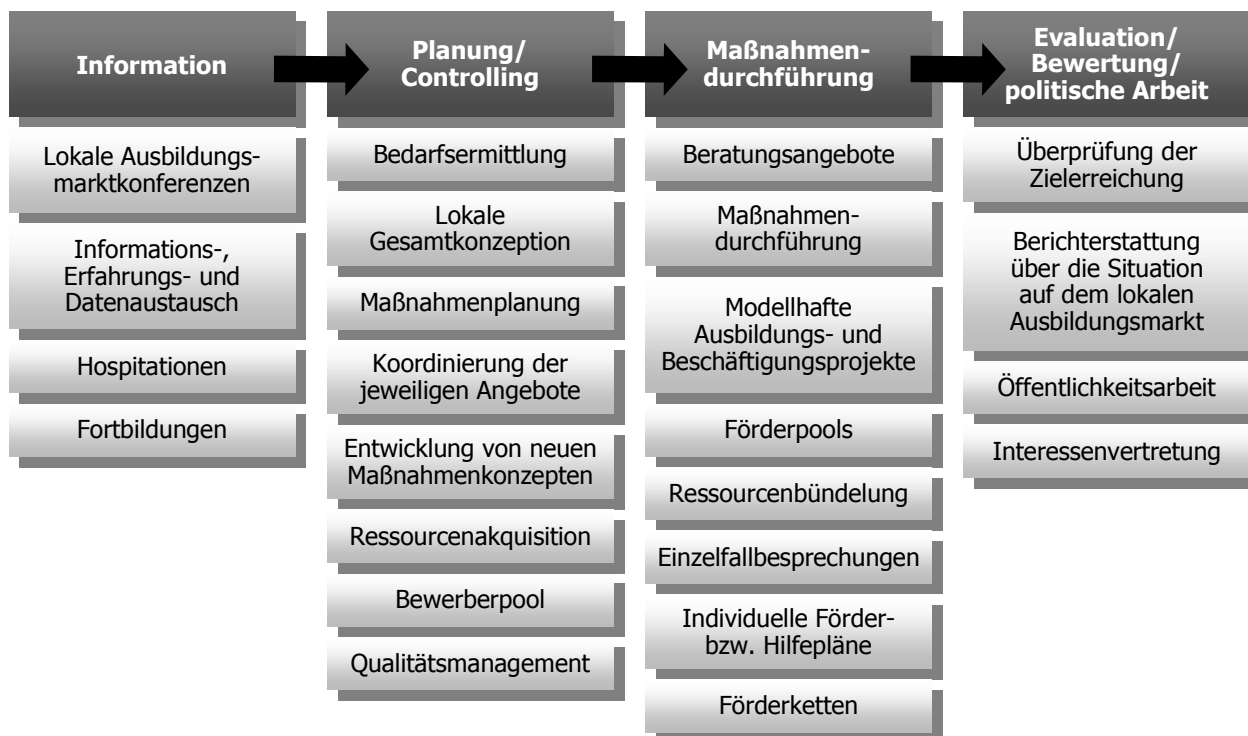 Information
Lokale Ausbildungs-
marktkonferenzen
Informations-,
Erfahrungs- und
Datenaustausch
Hospitationen
Fortbildungen
Planung/
Controlling
Bedarfsermittlung
Lokale
Gesamtkonzeption
Maßnahmenplanung
Koordinierung der
jeweiligen Angebote
Entwicklung von neuen
Maßnahmenkonzepten
Ressourcenakquisition
Bewerberpool
Qualitätsmanagement
Maßnahmen-
durchführung
Beratungsangebote
Maßnahmen-
durchführung
Modellhafte
Ausbildungs- und
Beschäftigungsprojekte
Förderpools
Ressourcenbündelung
Einzelfallbesprechungen
Individuelle Förder-
bzw. Hilfepläne
Förderketten
Evaluation/
Bewertung/
politische Arbeit
Überprüfung der
Zielerreichung
Berichterstattung
über die Situation
auf dem lokalen
Ausbildungsmarkt
Öffentlichkeitsarbeit
Interessenvertretung